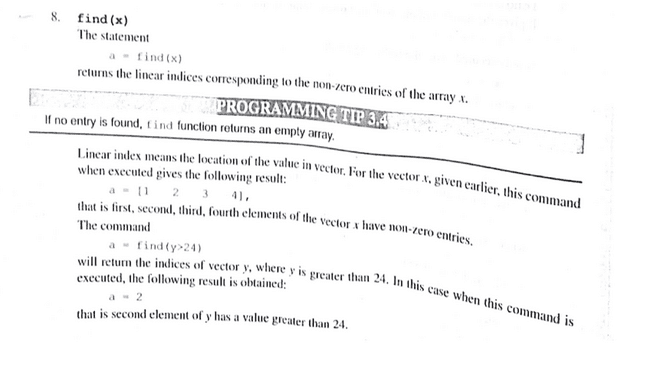 8. find(x)
The statement
a = find(x)
returns the linear indices corresponding to the non-zero entries of the array x.
PROGRAMMING TIP 3.4
If no entry is found, find function returns an empty array.
Linear index means the location of the value in vector. For the vector x, given earlier, this command
when executed gives the following result:
a = [1 2 3 4],
that is first, second, third, fourth elements of the vector x have non-zero entries.
The command
a = find(y>24)
will return the indices of vector y, where y is greater than 24. In this case when this command is
executed, the following result is obtained:
a = 2
that is second element of y has a value greater than 24.